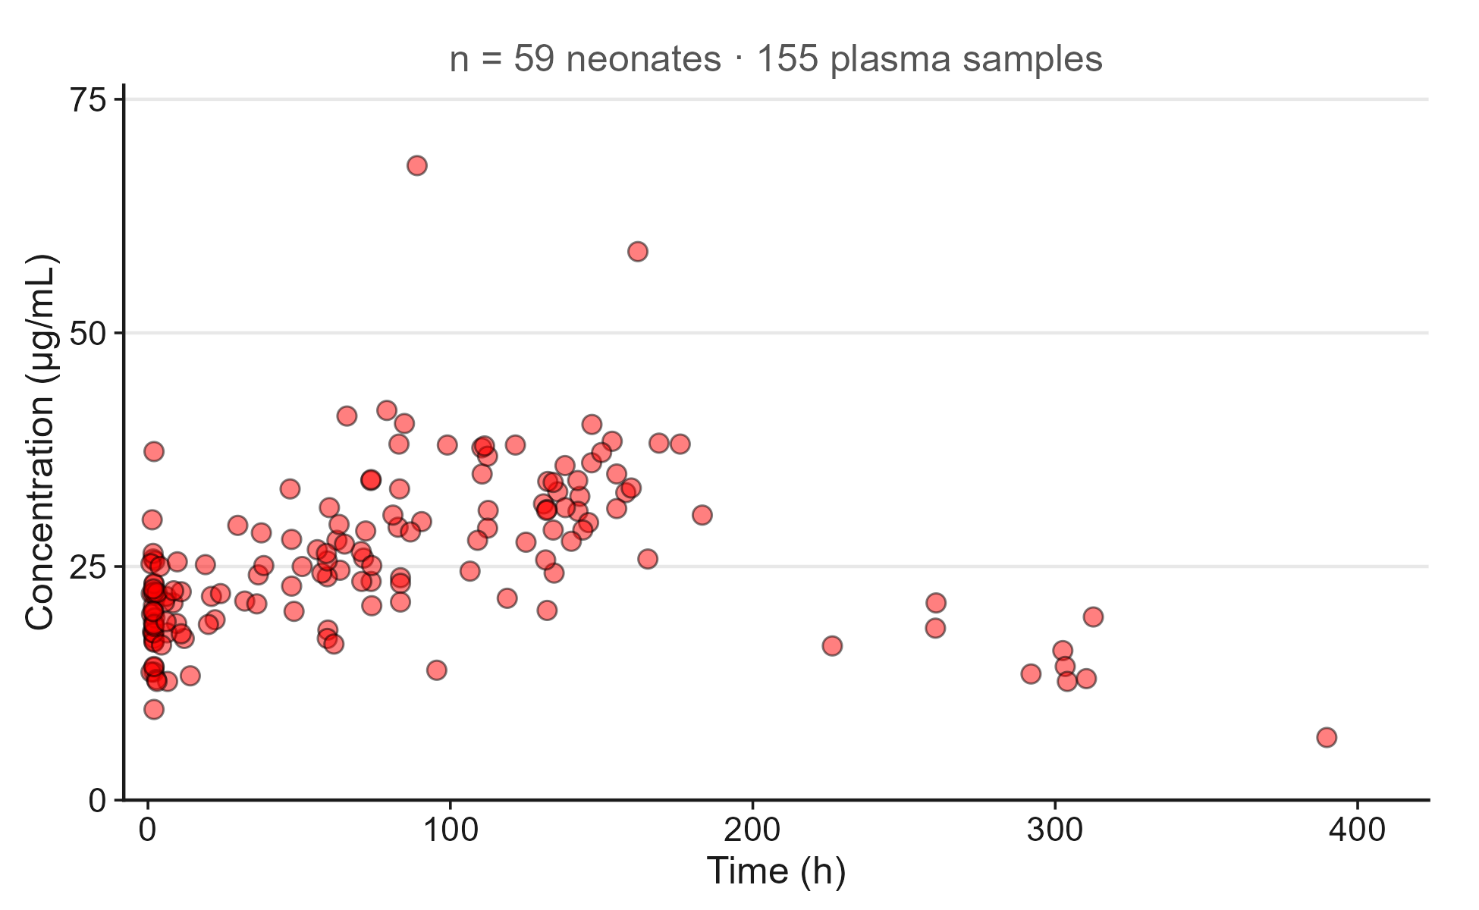 n = 59 neonates · 155 plasma samples
Concentration (µg/mL)
75
50
25
0
0 100 200 300 400
Time (h)